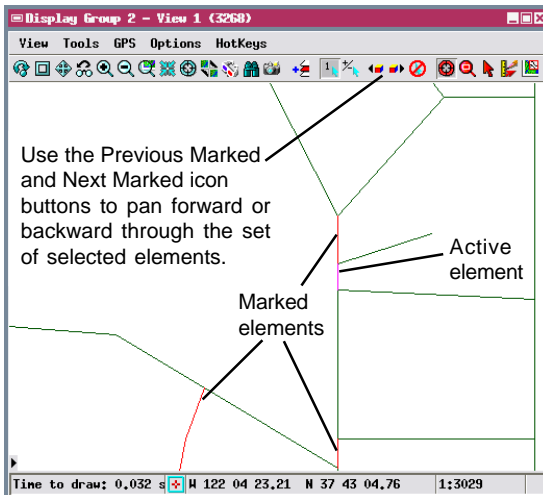 Display Group 2 - View 1 (3268)
View Tools GPS Options HotKeys
1
Use the Previous Marked
and Next Marked icon
buttons to pan forward or
backward through the set
of selected elements.
Active
element
Marked
elements
Time to draw: 0.032 s W 122 04 23.21 N 37 43 04.76 1:3029